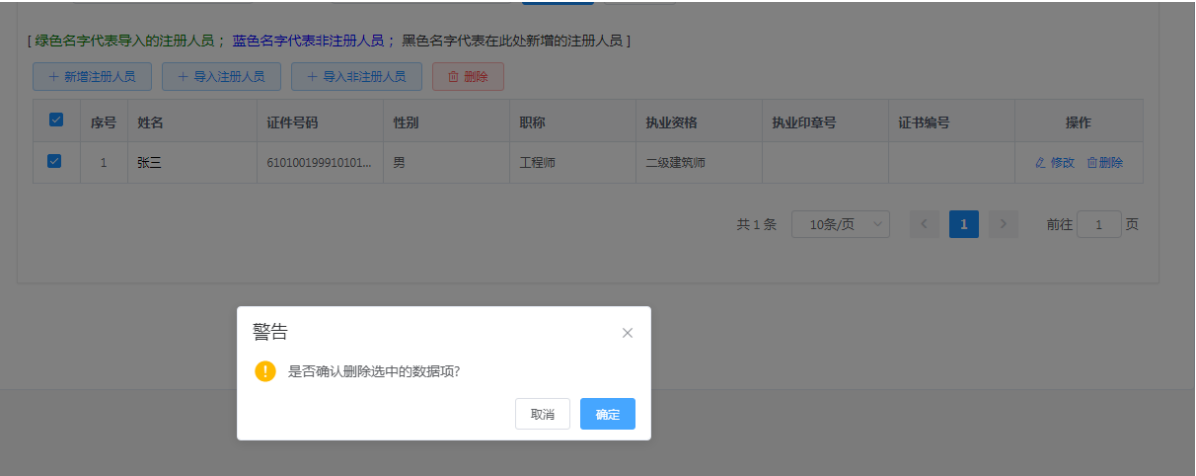 [ 绿色名字代表导入的注册人员； 蓝色名字代表非注册人员； 黑色名字代表在此处新增的注册人员 ]
+ 新增注册人员 + 导入注册人员 + 导入非注册人员 删除
序号 姓名 证件号码 性别 职称 执业资格 执业印章号 证书编号 操作
1 张三 610100199910101... 男 工程师 二级建筑师 修改 删除
共 1 条 10条/页 < 1 > 前往 1 页
警告
是否确认删除选中的数据项?
取消 确定